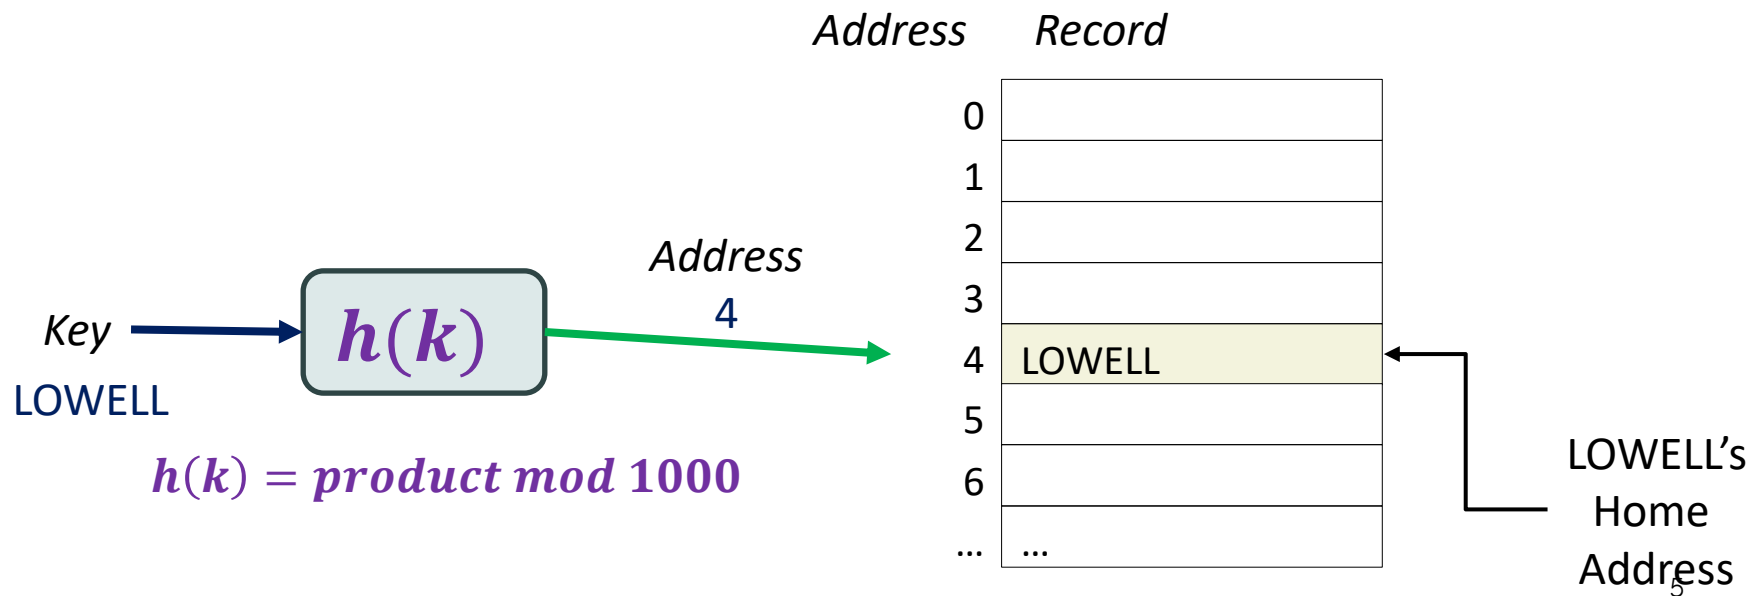 Address Record
0
1
2
3
4 LOWELL
5
6
... ...
Key
LOWELL
h(k)
Address
4
h(k) = product mod 1000
LOWELL's
Home
Address
5